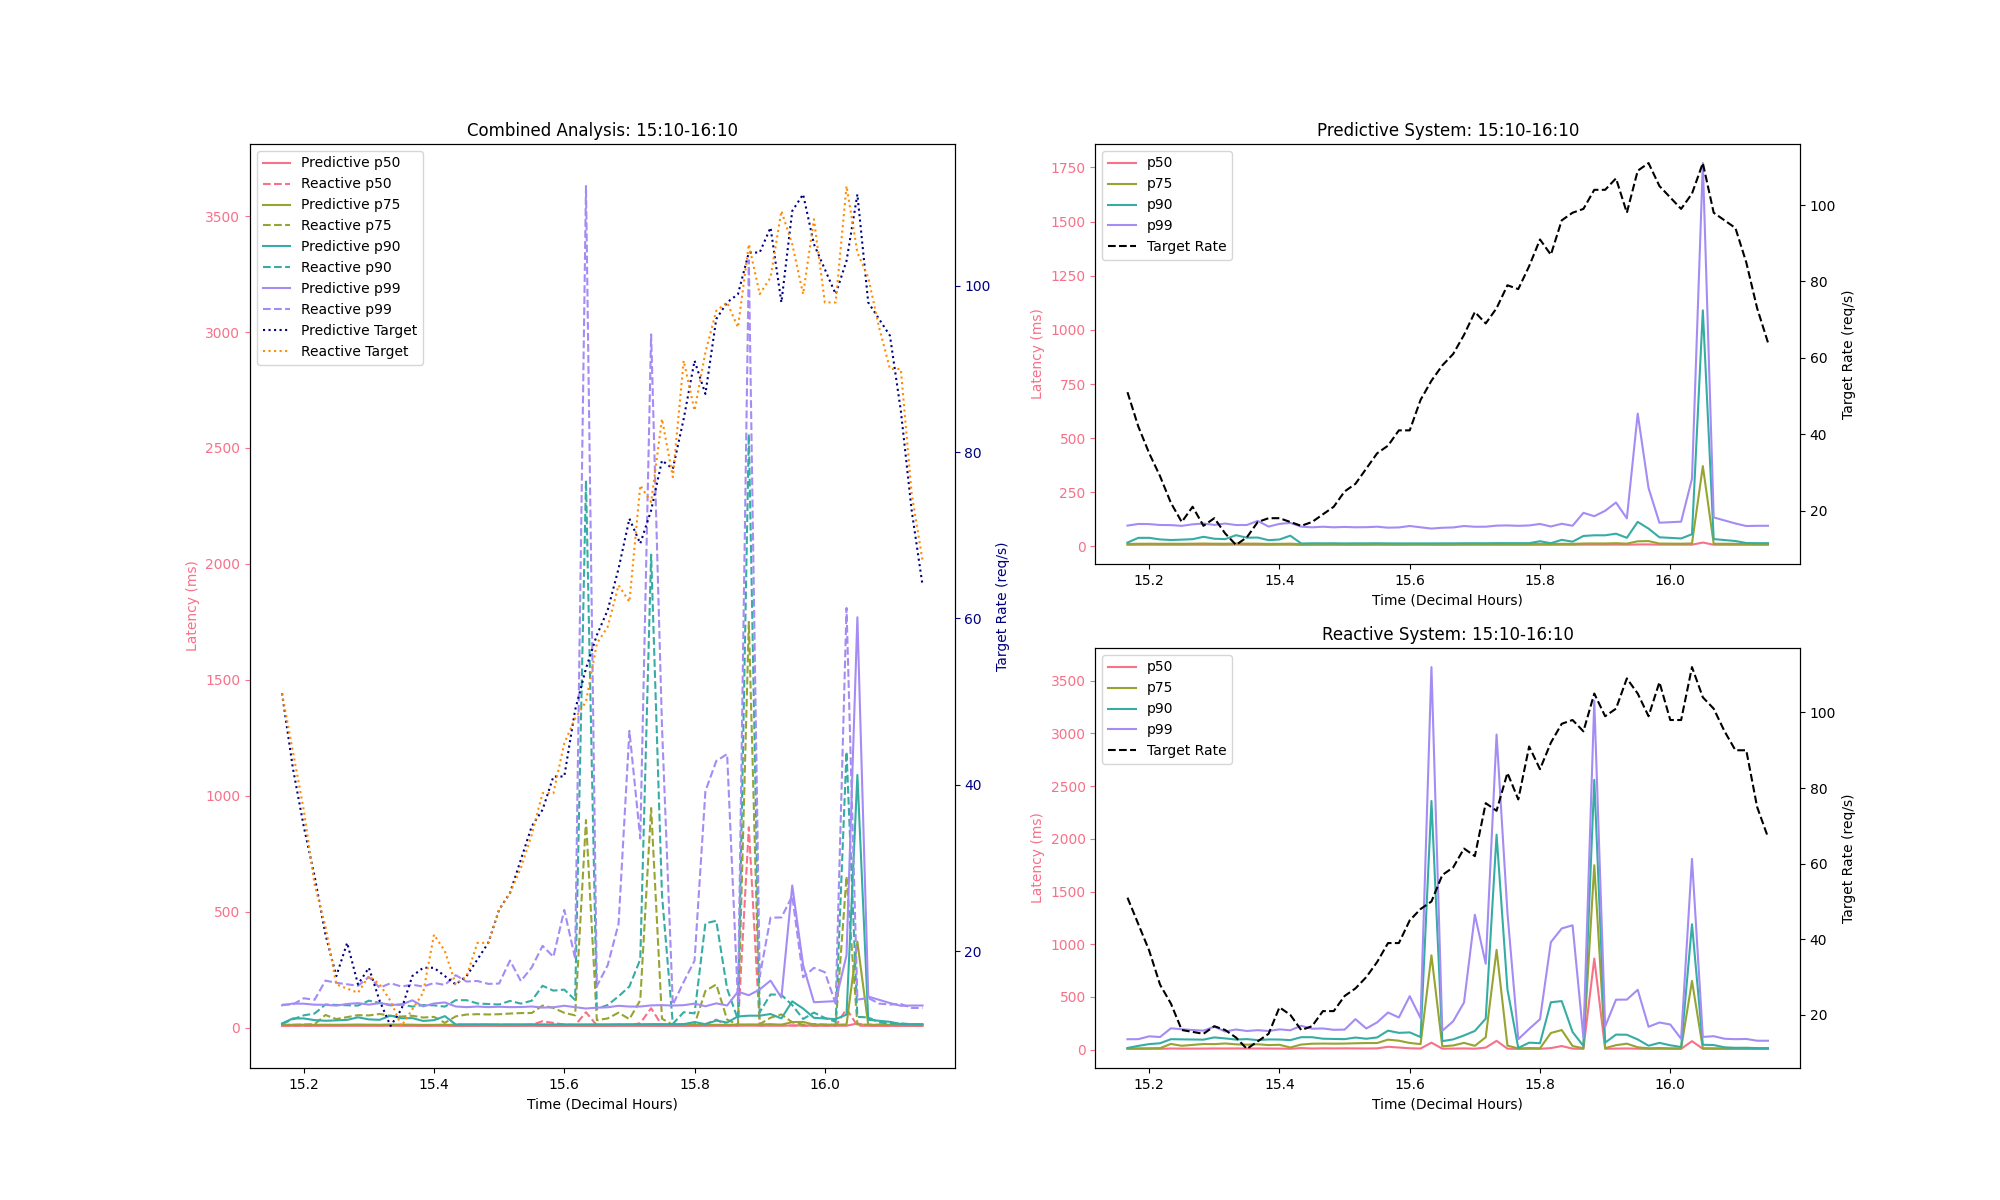 Combined Analysis: 15:10-16:10
Predictive p50
Reactive p50
Predictive p75
Reactive p75
Predictive p90
Reactive p90
Predictive p99
Reactive p99
Predictive Target
Reactive Target
3500
3000
2500
2000
1500
1000
500
0
Latency (ms)
100
80
60
40
20
Target Rate (req/s)
15.2 15.4 15.6 15.8 16.0
Time (Decimal Hours)
Predictive System: 15:10-16:10
p50
p75
p90
p99
Target Rate
1750
1500
1250
1000
750
500
250
0
Latency (ms)
100
80
60
40
20
Target Rate (req/s)
15.2 15.4 15.6 15.8 16.0
Time (Decimal Hours)
Reactive System: 15:10-16:10
p50
p75
p90
p99
Target Rate
3500
3000
2500
2000
1500
1000
500
0
Latency (ms)
100
80
60
40
20
Target Rate (req/s)
15.2 15.4 15.6 15.8 16.0
Time (Decimal Hours)